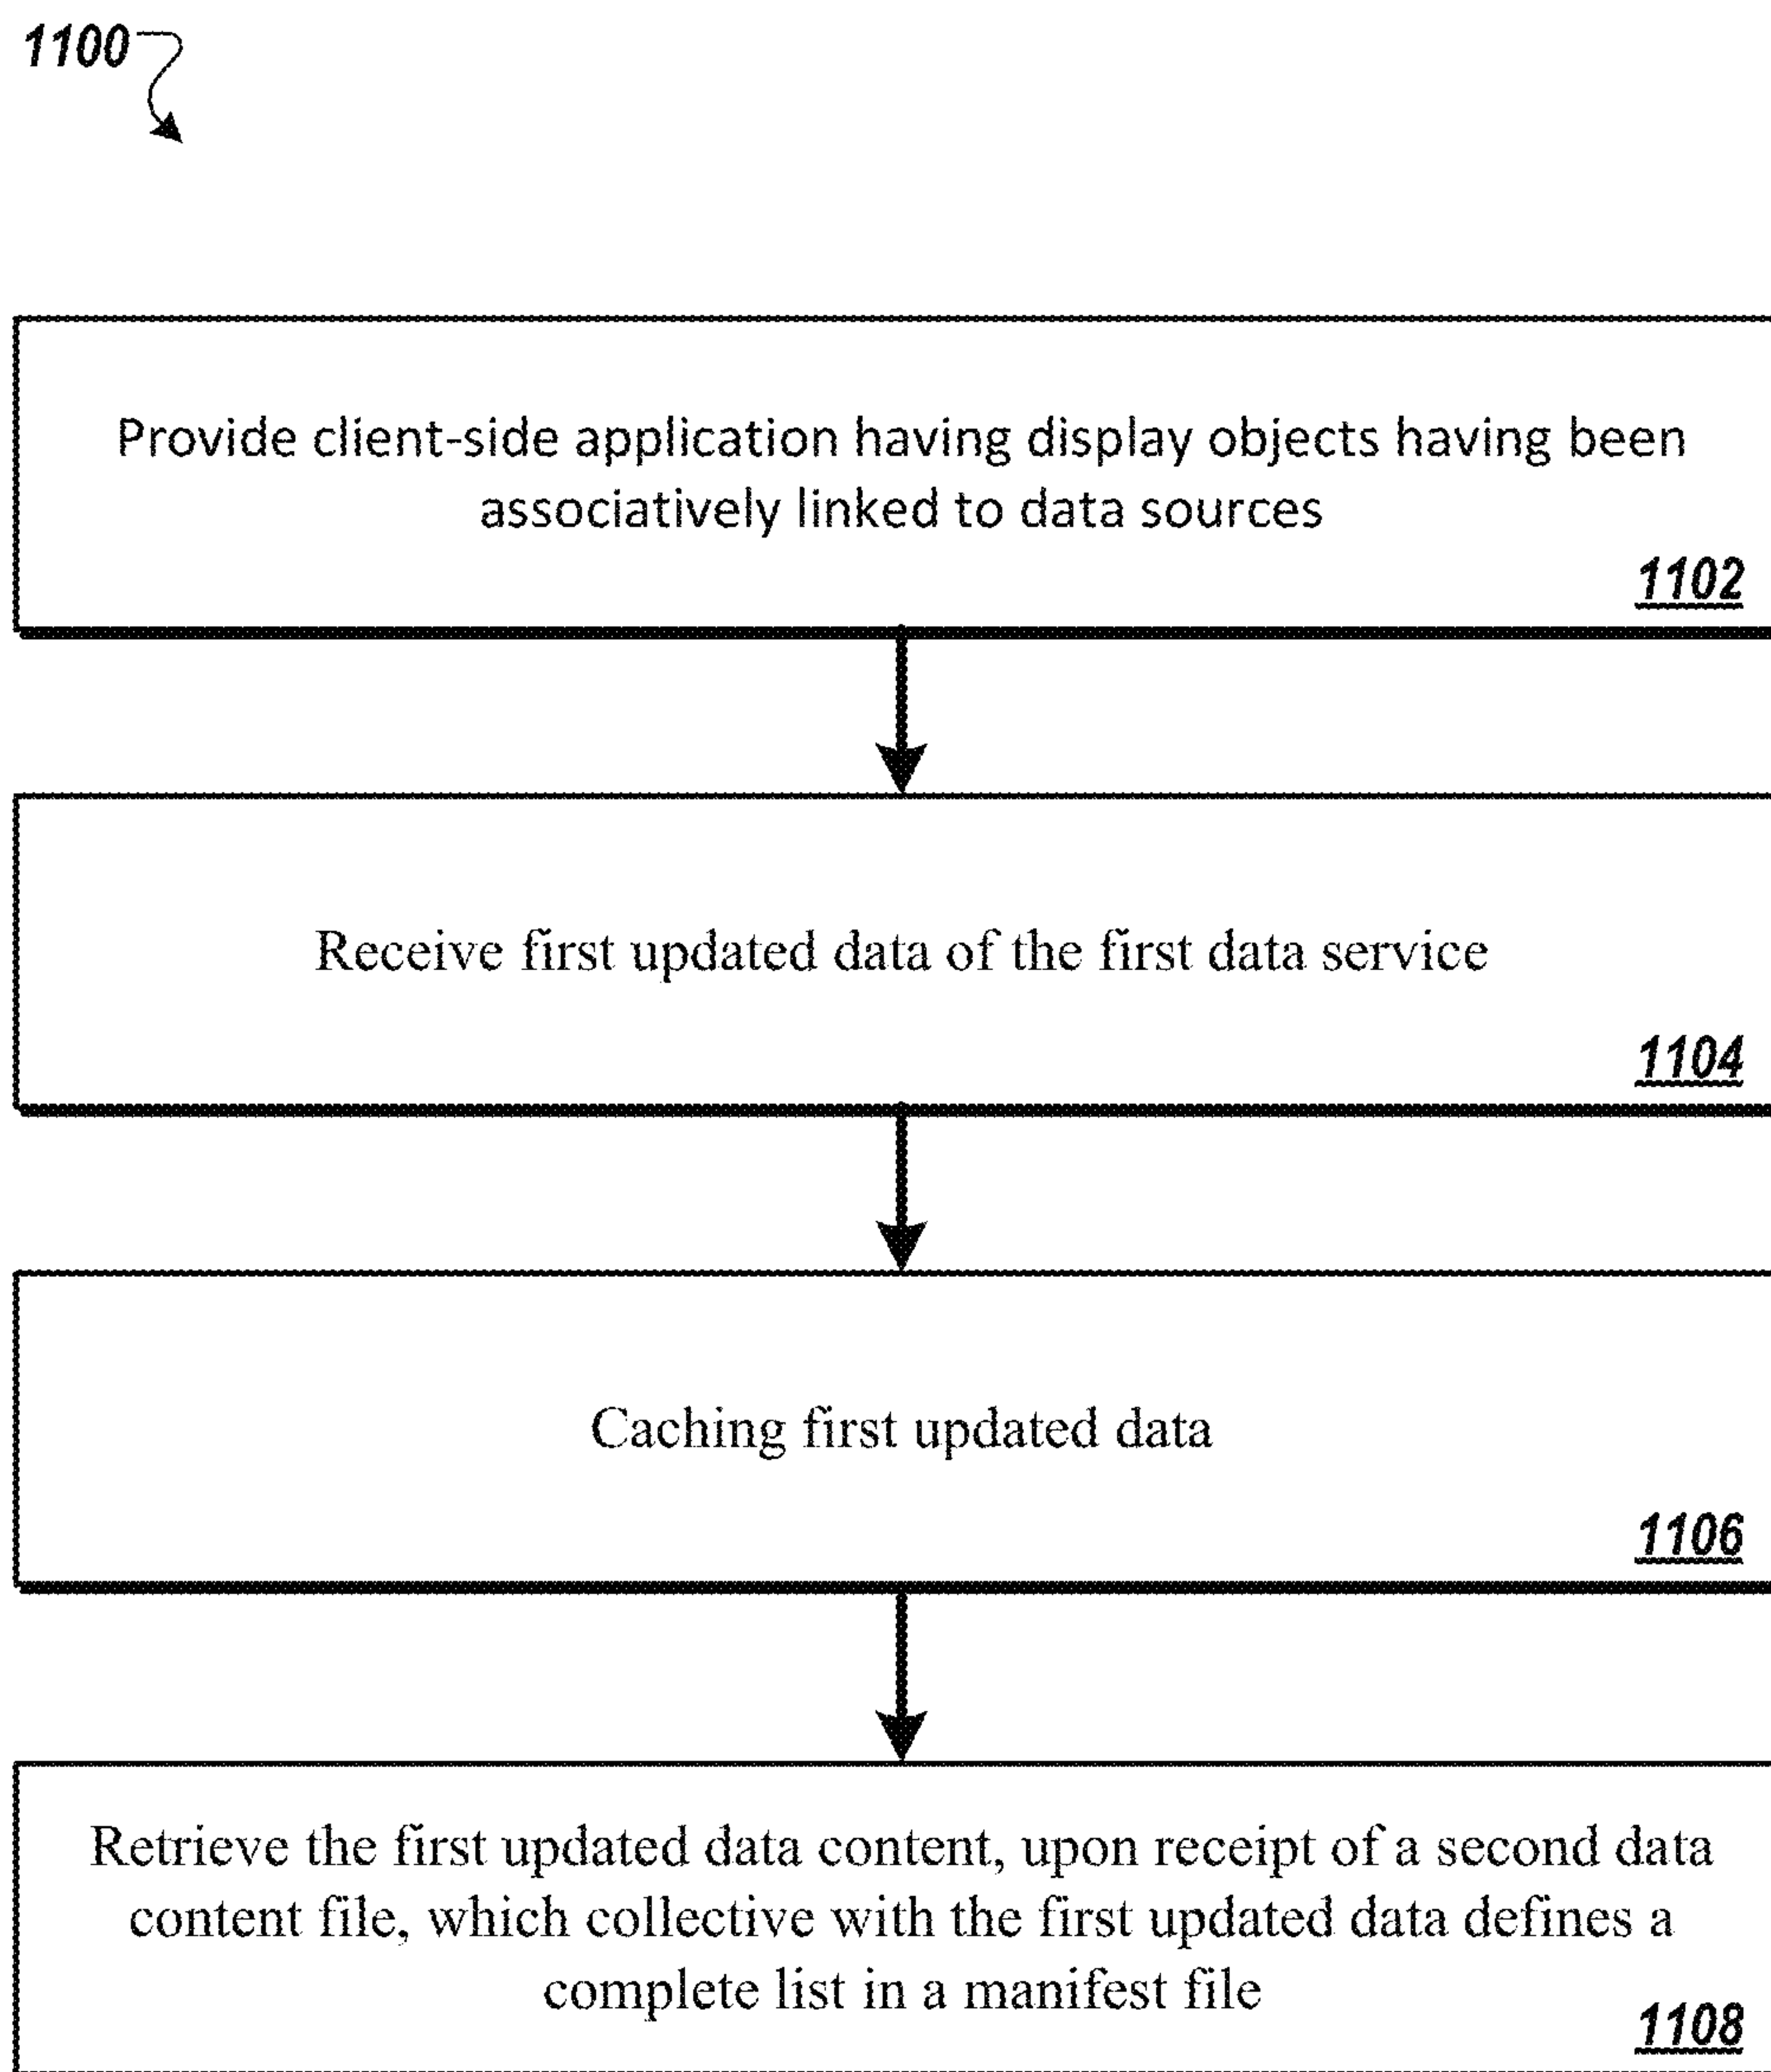 1100
Provide client-side application having display objects having been
associatively linked to data sources
1102
Receive first updated data of the first data service
1104
Caching first updated data
1106
Retrieve the first updated data content, upon receipt of a second data
content file, which collective with the first updated data defines a
complete list in a manifest file
1108